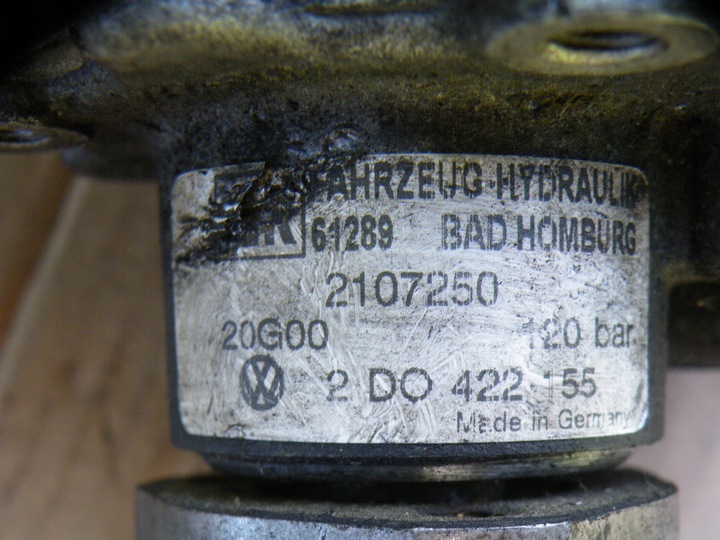 FAHRZEUG-HYDRAULIK
61289 BAD HOMBURG
2107250
20G00 120 bar.
2 DO 422 155
Made in Germany